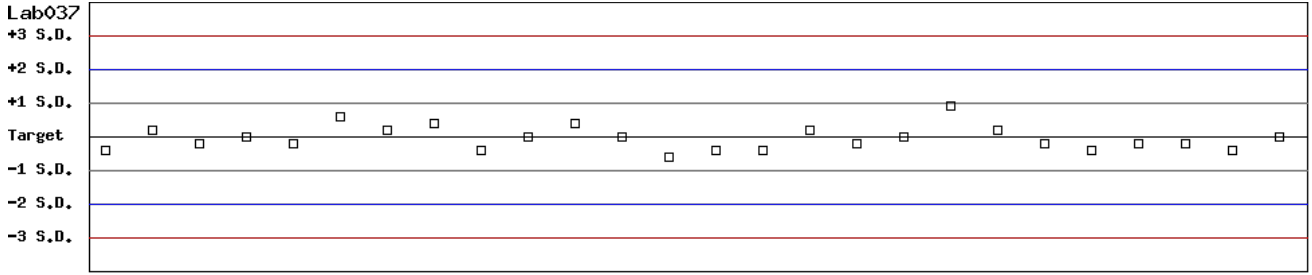 Lab037
+3 S.D.
+2 S.D.
+1 S.D.
Target
-1 S.D.
-2 S.D.
-3 S.D.